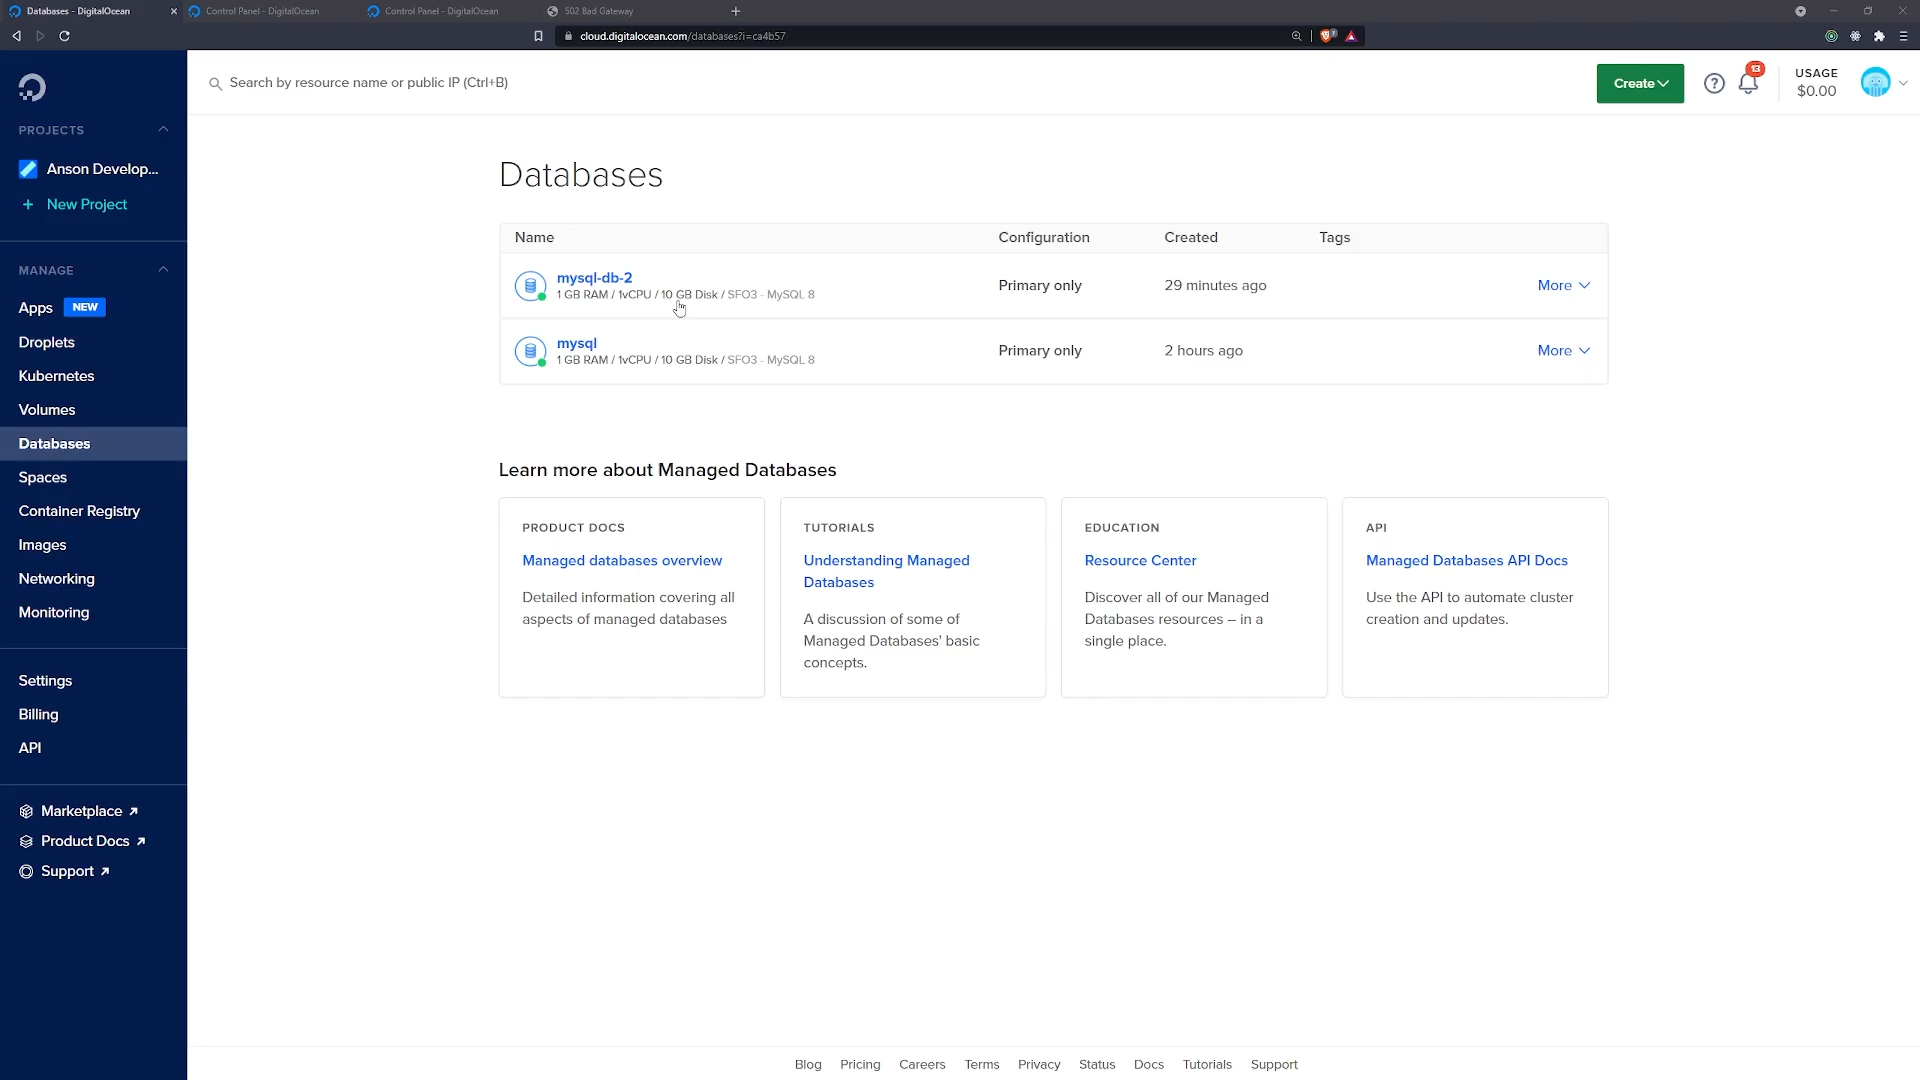 Databases - DigitalOcean
Control Panel - DigitalOcean
Control Panel - DigitalOcean
502 Bad Gateway
cloud.digitalocean.com/databases?i=ca4b57
Search by resource name or public IP (Ctrl+B)
Create
13
USAGE
$0.00
PROJECTS
Anson Develop...
+ New Project
MANAGE
Apps NEW
Droplets
Kubernetes
Volumes
Databases
Spaces
Container Registry
Images
Networking
Monitoring
Settings
Billing
API
Marketplace
Product Docs
Support
Databases
Name Configuration Created Tags
mysql-db-2
1 GB RAM / 1vCPU / 10 GB Disk / SFO3 - MySQL 8
Primary only 29 minutes ago More
mysql
1 GB RAM / 1vCPU / 10 GB Disk / SFO3 - MySQL 8
Primary only 2 hours ago More
Learn more about Managed Databases
PRODUCT DOCS
Managed databases overview
Detailed information covering all
aspects of managed databases
TUTORIALS
Understanding Managed
Databases
A discussion of some of
Managed Databases' basic
concepts.
EDUCATION
Resource Center
Discover all of our Managed
Databases resources – in a
single place.
API
Managed Databases API Docs
Use the API to automate cluster
creation and updates.
Blog Pricing Careers Terms Privacy Status Docs Tutorials Support